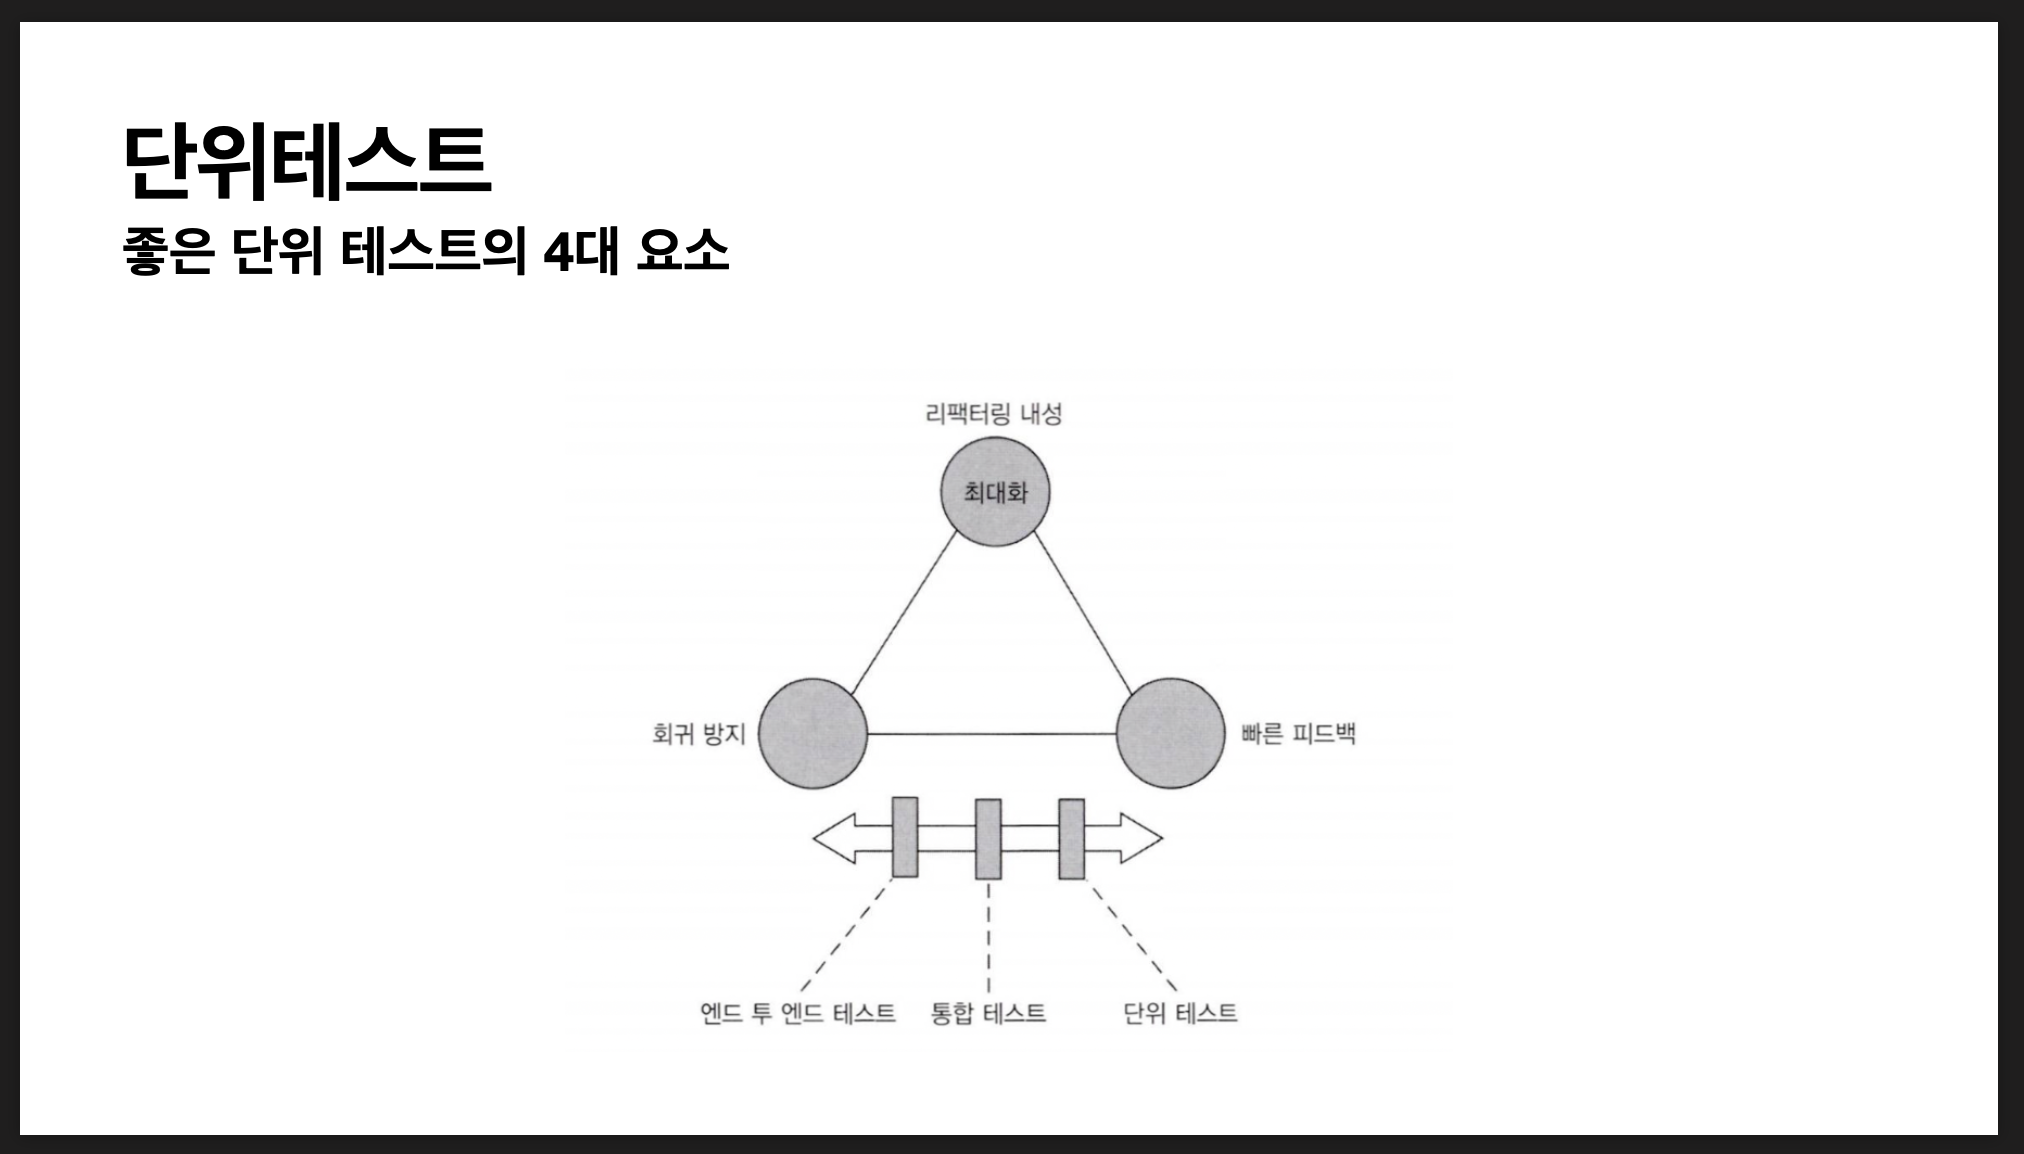 단위테스트
좋은 단위 테스트의 4대 요소
리팩터링 내성
최대화
회귀 방지
빠른 피드백
엔드 투 엔드 테스트
통합 테스트
단위 테스트